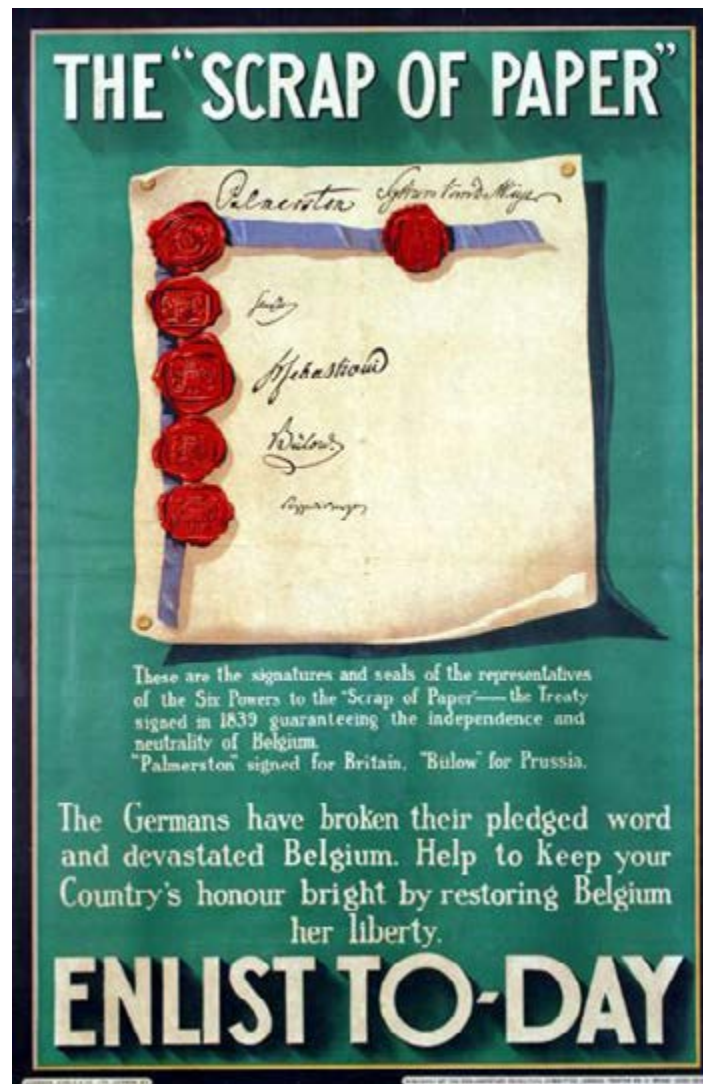 THE "SCRAP OF PAPER"
Palmerston
Bülow
These are the signatures and seals of the representatives
of the Six Powers to the "Scrap of Paper"—the Treaty
signed in 1839 guaranteeing the independence and
neutrality of Belgium.
"Palmerston" signed for Britain, "Bülow" for Prussia.
The Germans have broken their pledged word
and devastated Belgium. Help to keep your
Country's honour bright by restoring Belgium
her liberty.
ENLIST TO-DAY